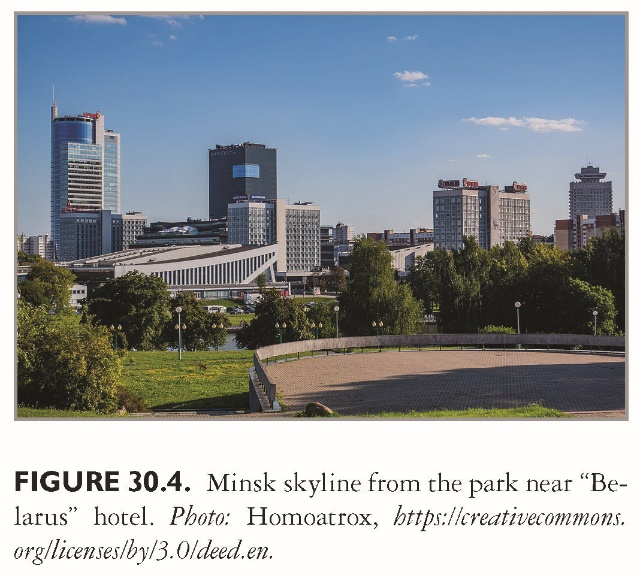 FIGURE 30.4. Minsk skyline from the park near “Be-
larus” hotel. Photo: Homoatrox, https://creativecommons.
org/licenses/by/3.0/deed.en.